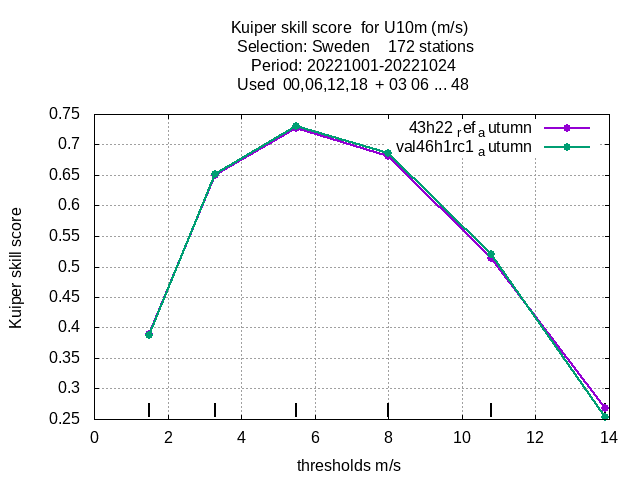 Kuiper skill score for U10m (m/s)
Selection: Sweden 172 stations
Period: 20221001-20221024
Used 00,06,12,18 + 03 06 ... 48
43h22 ref autumn
val46h1rc1 autumn
0.75
0.7
0.65
0.6
0.55
0.5
0.45
0.4
0.35
0.3
0.25
Kuiper skill score
0 2 4 6 8 10 12 14
thresholds m/s